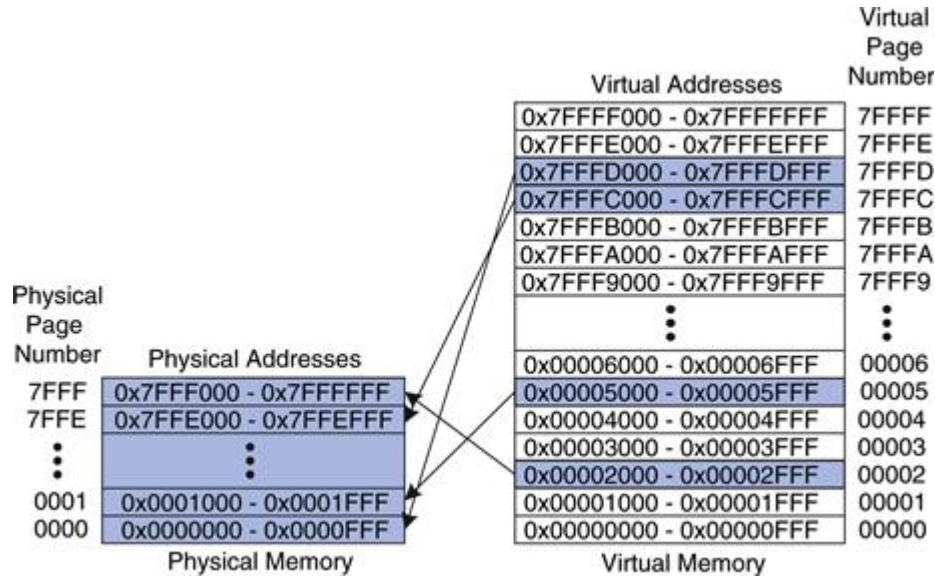 Virtual
Page
Number
Virtual Addresses
0x7FFFF000 - 0x7FFFFFFF 7FFFF
0x7FFFE000 - 0x7FFFEFFF 7FFFE
0x7FFFD000 - 0x7FFFDFFF 7FFFD
0x7FFFC000 - 0x7FFFCFFF 7FFFC
0x7FFFB000 - 0x7FFFBFFF 7FFFB
0x7FFFA000 - 0x7FFFAFFF 7FFFA
0x7FFF9000 - 0x7FFF9FFF 7FFF9
0x00006000 - 0x00006FFF 00006
0x00005000 - 0x00005FFF 00005
0x00004000 - 0x00004FFF 00004
0x00003000 - 0x00003FFF 00003
0x00002000 - 0x00002FFF 00002
0x00001000 - 0x00001FFF 00001
0x00000000 - 0x00000FFF 00000
Virtual Memory
Physical
Page
Number
Physical Addresses
7FFF 0x7FFF000 - 0x7FFFFFF
7FFE 0x7FFE000 - 0x7FFEFFF
0001 0x0001000 - 0x0001FFF
0000 0x0000000 - 0x0000FFF
Physical Memory